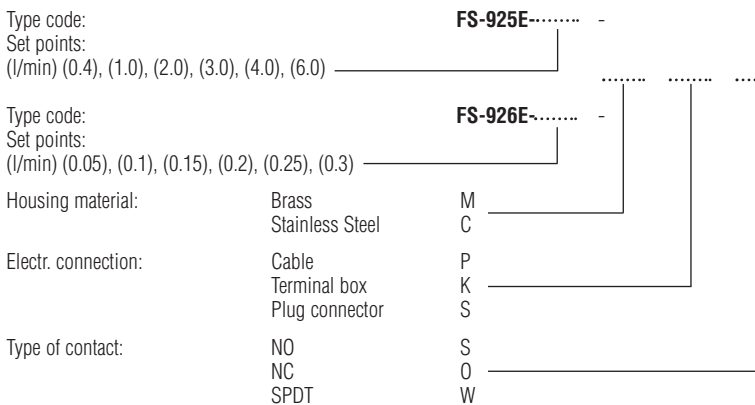 Type code: FS-925E-........ -
Set points:
(l/min) (0.4), (1.0), (2.0), (3.0), (4.0), (6.0)
........ ........ ....
Type code: FS-926E-........ -
Set points:
(l/min) (0.05), (0.1), (0.15), (0.2), (0.25), (0.3)
Housing material: Brass M
Stainless Steel C
Electr. connection: Cable P
Terminal box K
Plug connector S
Type of contact: NO S
NC O
SPDT W